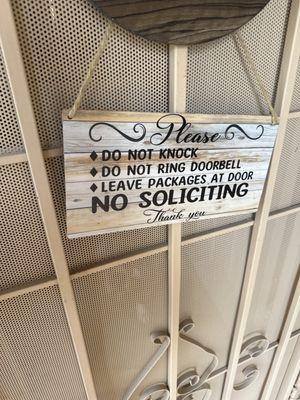 Please
♦ DO NOT KNOCK
♦ DO NOT RING DOORBELL
♦ LEAVE PACKAGES AT DOOR
NO SOLICITING
Thank you